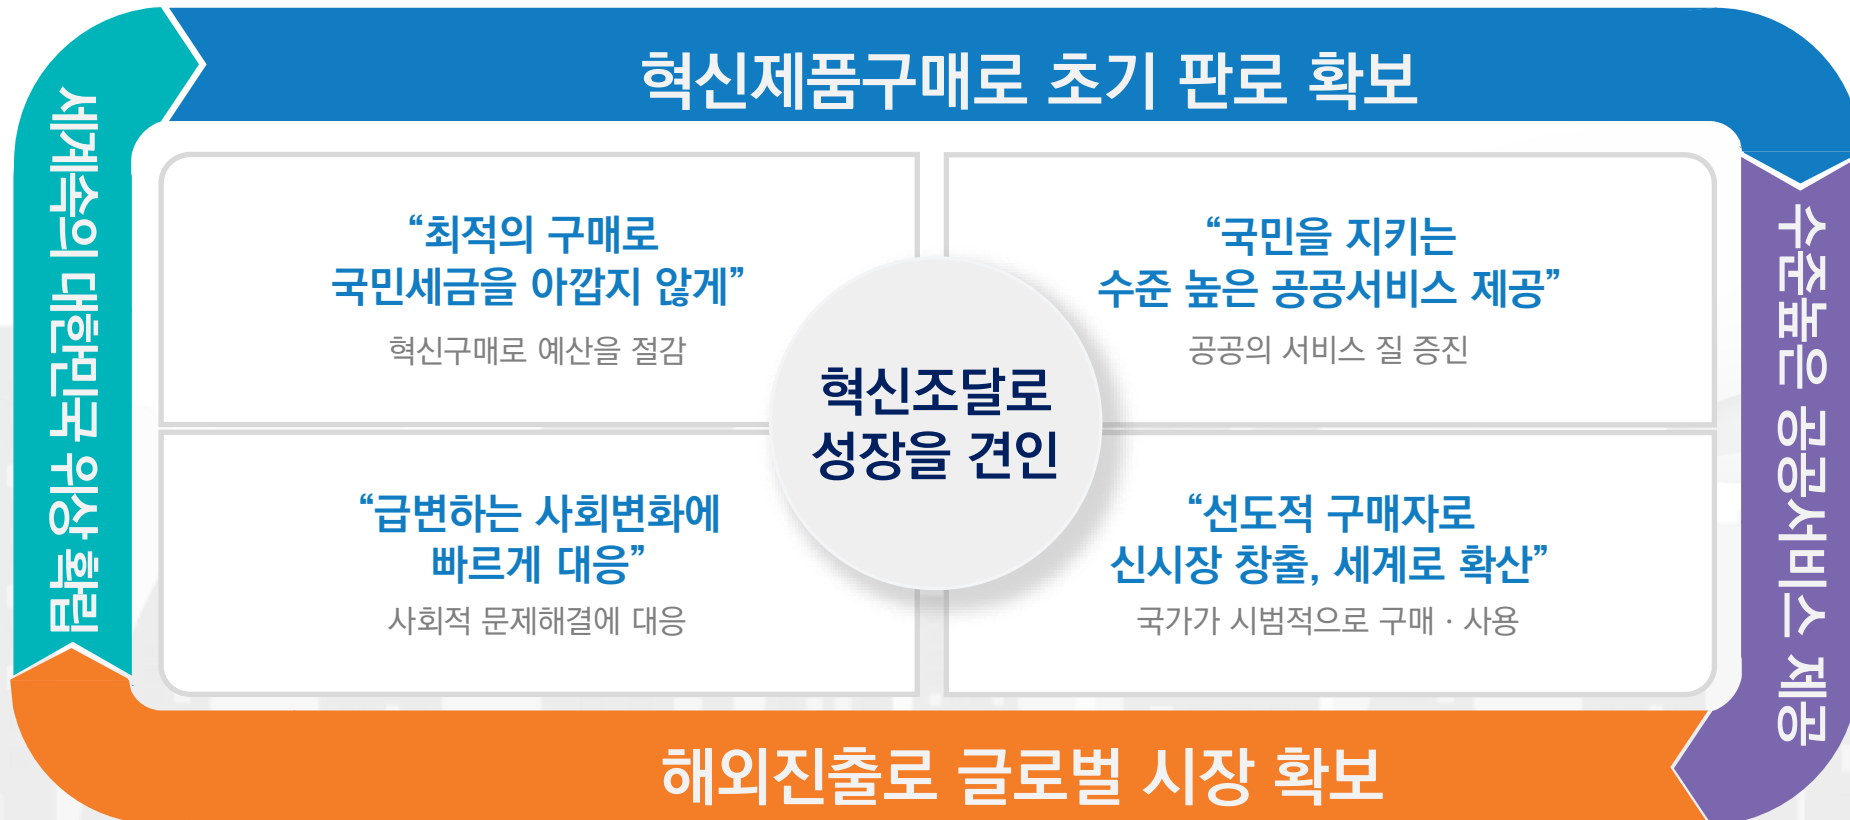 혁신제품구매로 초기 판로 확보
세계속의 대한민국 위상 확립
“최적의 구매로
국민세금을 아깝지 않게”
혁신구매로 예산을 절감
“국민을 지키는
수준 높은 공공서비스 제공”
공공의 서비스 질 증진
혁신조달로
성장을 견인
“급변하는 사회변화에
빠르게 대응”
사회적 문제해결에 대응
“선도적 구매자로
신시장 창출, 세계로 확산”
국가가 시범적으로 구매 · 사용
수준높은 공공서비스 제공
해외진출로 글로벌 시장 확보